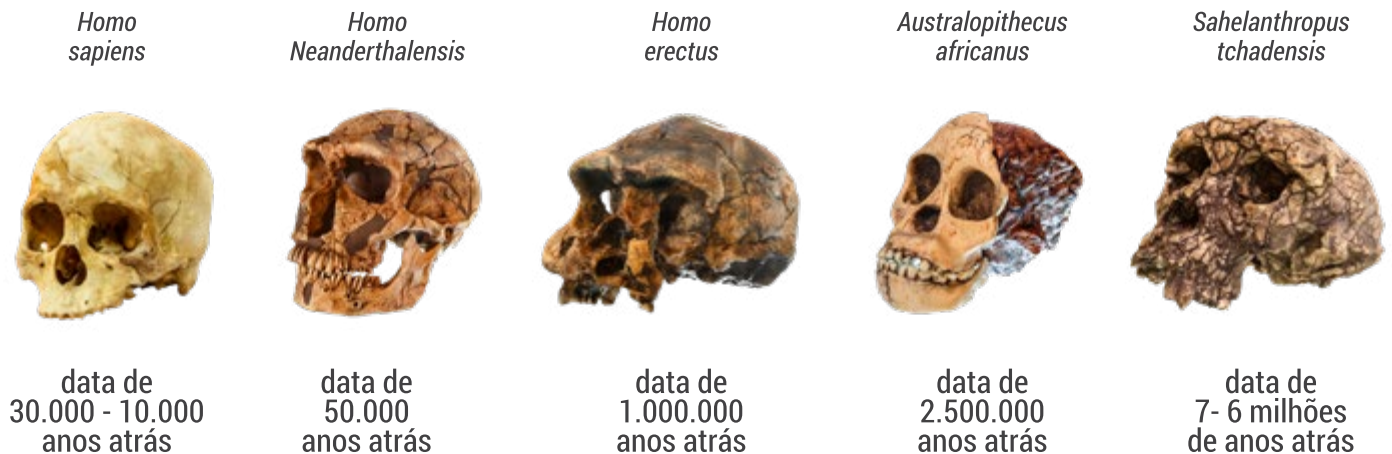 Homo
sapiens
Homo
Neanderthalensis
Homo
erectus
Australopithecus
africanus
Sahelanthropus
tchadensis
data de
30.000 - 10.000
anos atrás
data de
50.000
anos atrás
data de
1.000.000
anos atrás
data de
2.500.000
anos atrás
data de
7- 6 milhões
de anos atrás